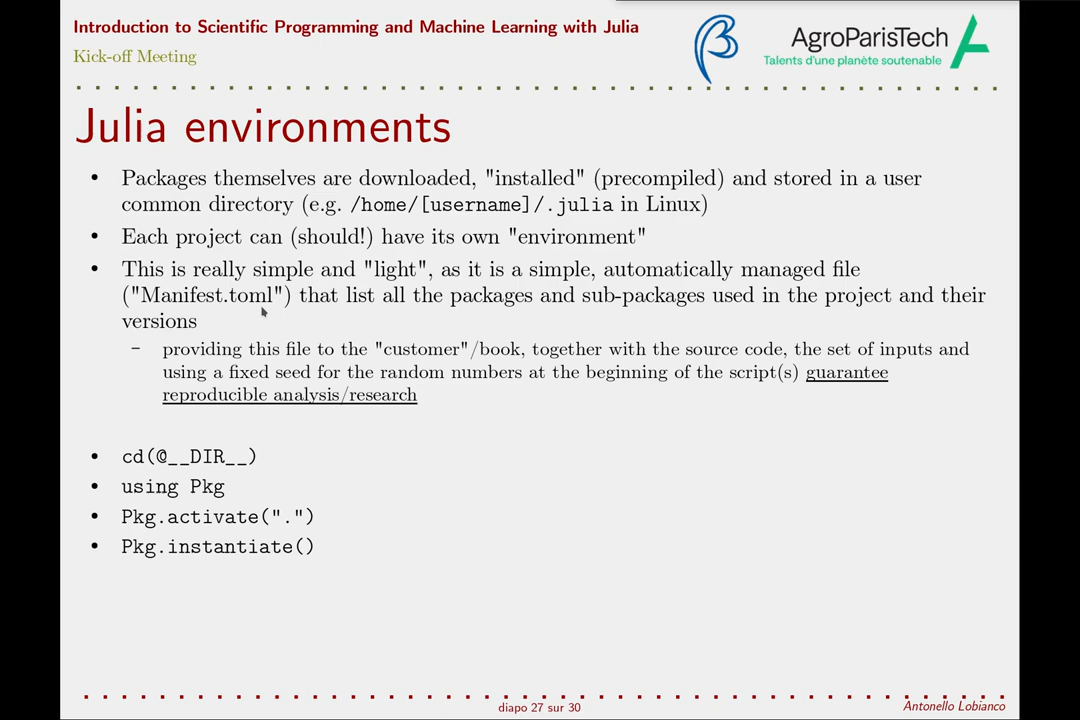 Introduction to Scientific Programming and Machine Learning with Julia
Kick-off Meeting
AgroParisTech
Talents d'une planète soutenable
Julia environments
• Packages themselves are downloaded, "installed" (precompiled) and stored in a user
common directory (e.g. /home/[username]/.julia in Linux)
• Each project can (should!) have its own "environment"
• This is really simple and "light", as it is a simple, automatically managed file
("Manifest.toml") that list all the packages and sub-packages used in the project and their
versions
– providing this file to the "customer"/book, together with the source code, the set of inputs and
using a fixed seed for the random numbers at the beginning of the script(s) guarantee
reproducible analysis/research
• cd(@__DIR__)
• using Pkg
• Pkg.activate(".")
• Pkg.instantiate()
diapo 27 sur 30
Antonello Lobianco